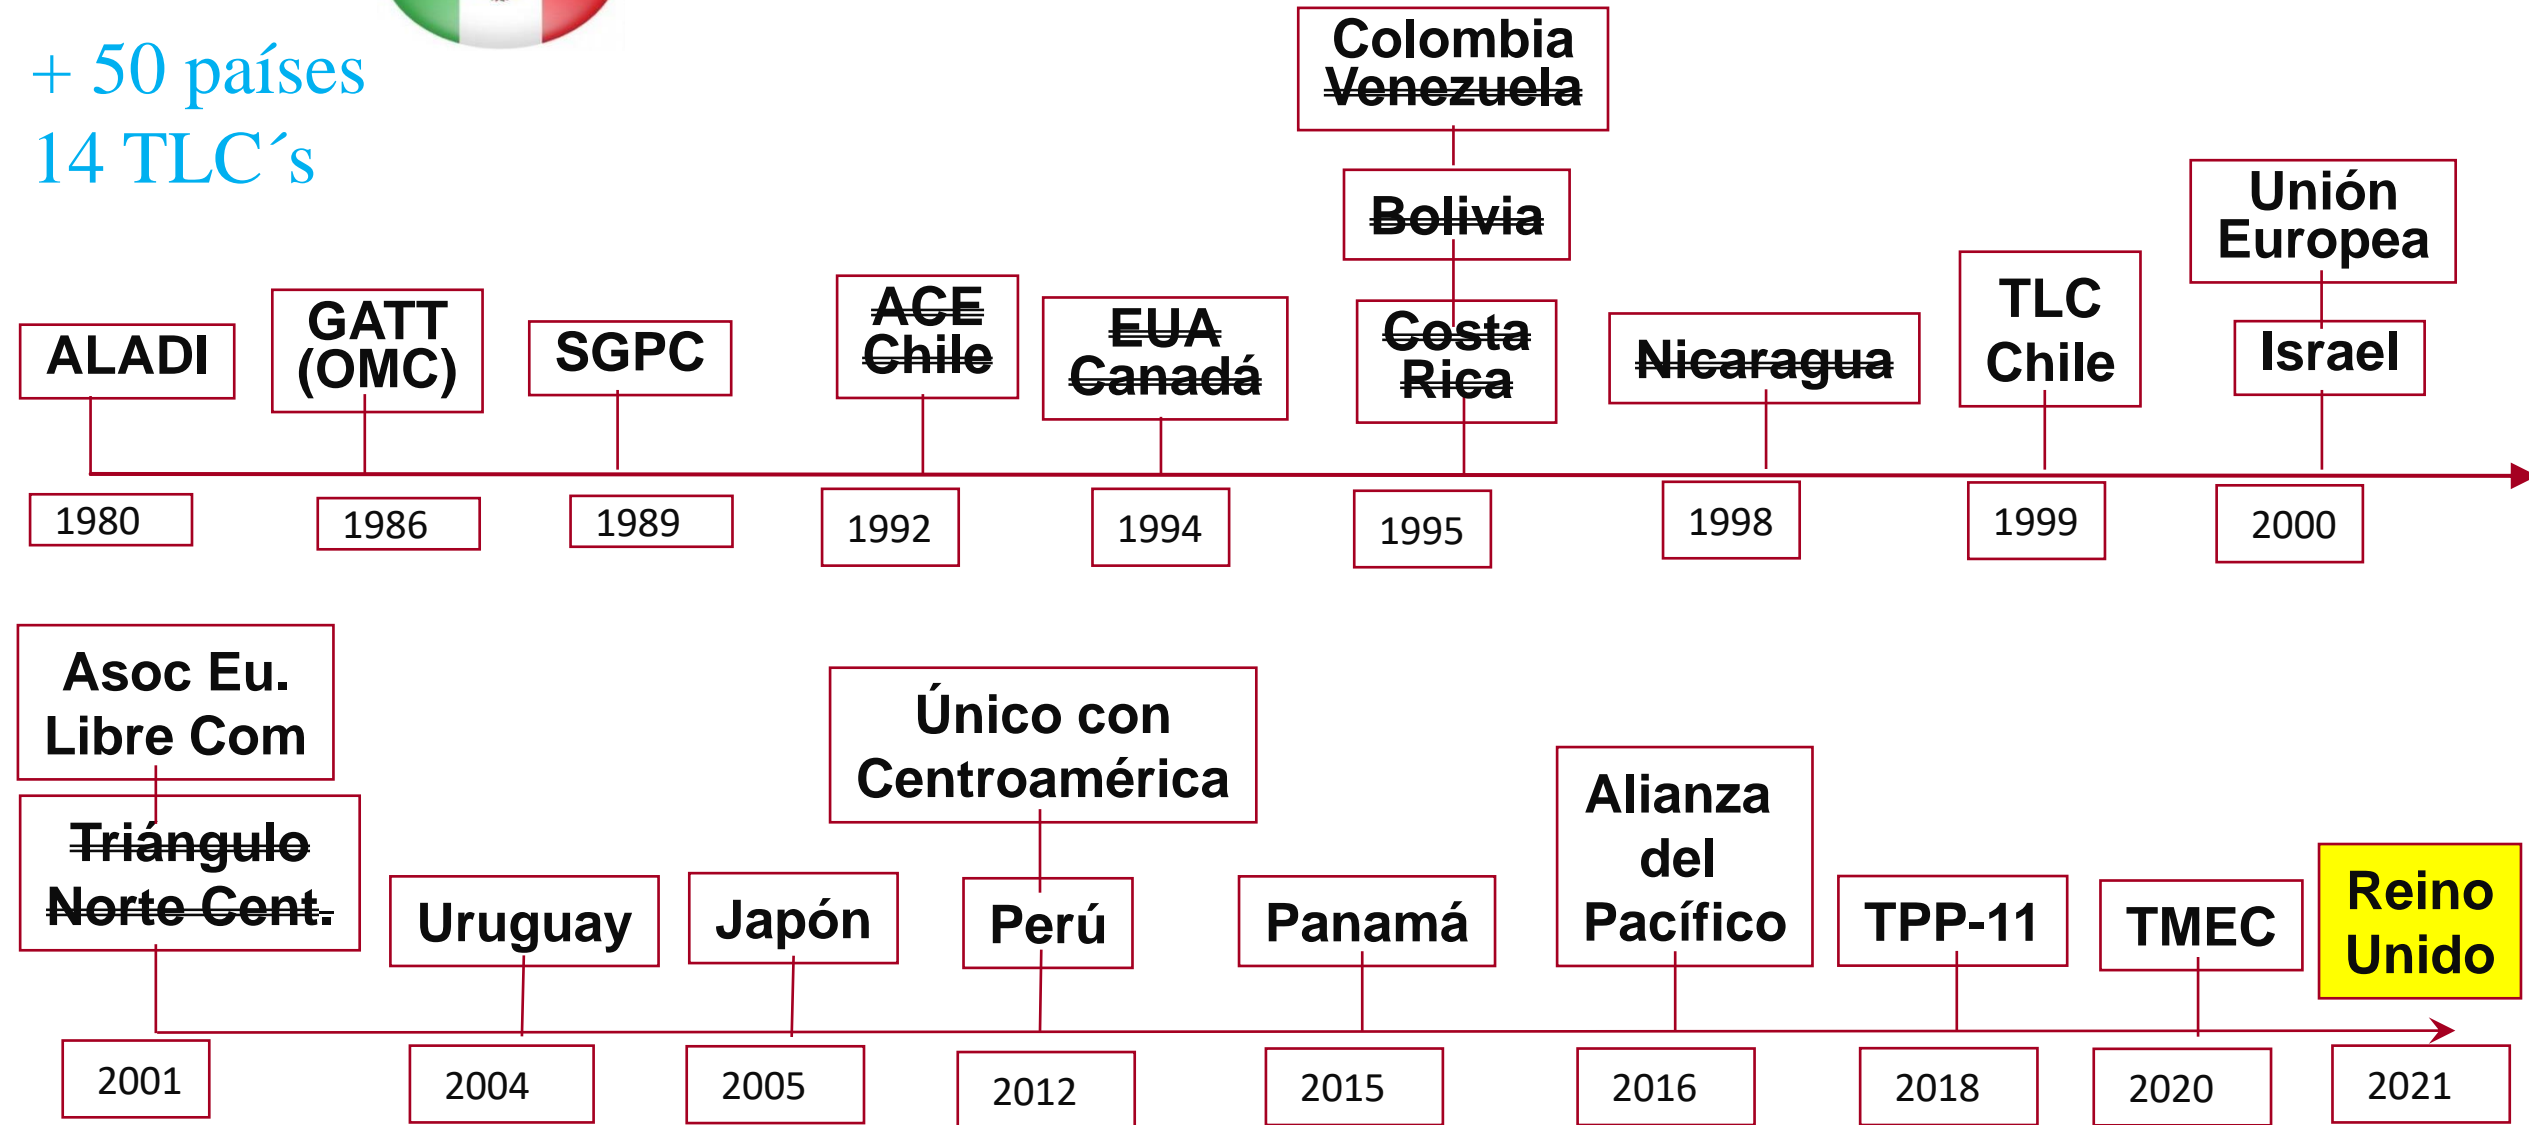 + 50 países
14 TLC´s
Colombia
Venezuela
Bolivia
Unión
Europea
ALADI
GATT
(OMC)
SGPC
ACE
Chile
EUA
Canadá
Costa
Rica
Nicaragua
TLC
Chile
Israel
1980
1986
1989
1992
1994
1995
1998
1999
2000
Asoc Eu.
Libre Com
Triángulo
Norte Cent.
Uruguay
Japón
Único con
Centroamérica
Perú
Panamá
Alianza
del
Pacífico
TPP-11
TMEC
Reino
Unido
2001
2004
2005
2012
2015
2016
2018
2020
2021